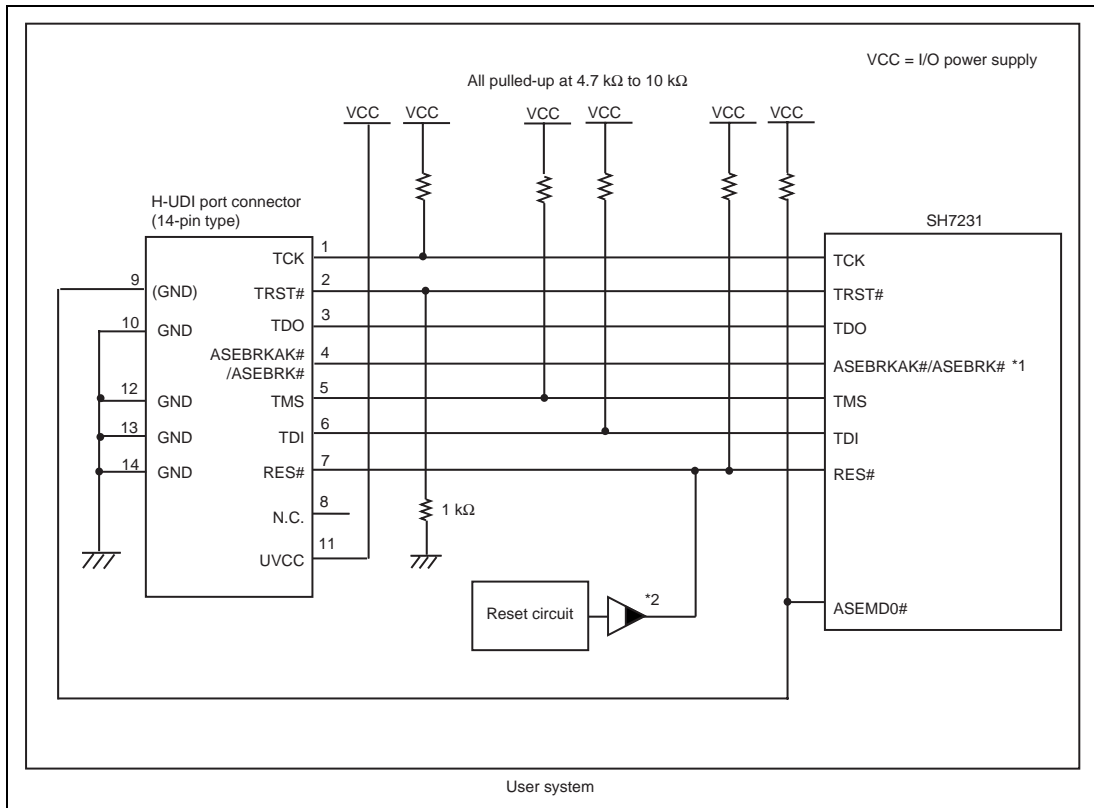 VCC = I/O power supply
All pulled-up at 4.7 kΩ to 10 kΩ
VCC VCC VCC VCC VCC VCC
H-UDI port connector
(14-pin type)
SH7231
TCK 1 TCK
9 (GND) TRST# 2 TRST#
10 GND TDO 3 TDO
ASEBRKAK#
/ASEBRK# 4 ASEBRKAK#/ASEBRK# *1
12 GND TMS 5 TMS
13 GND TDI 6 TDI
14 GND RES# 7 RES#
N.C. 8 1 kΩ
UVCC 11
Reset circuit *2 ASEMD0#
User system